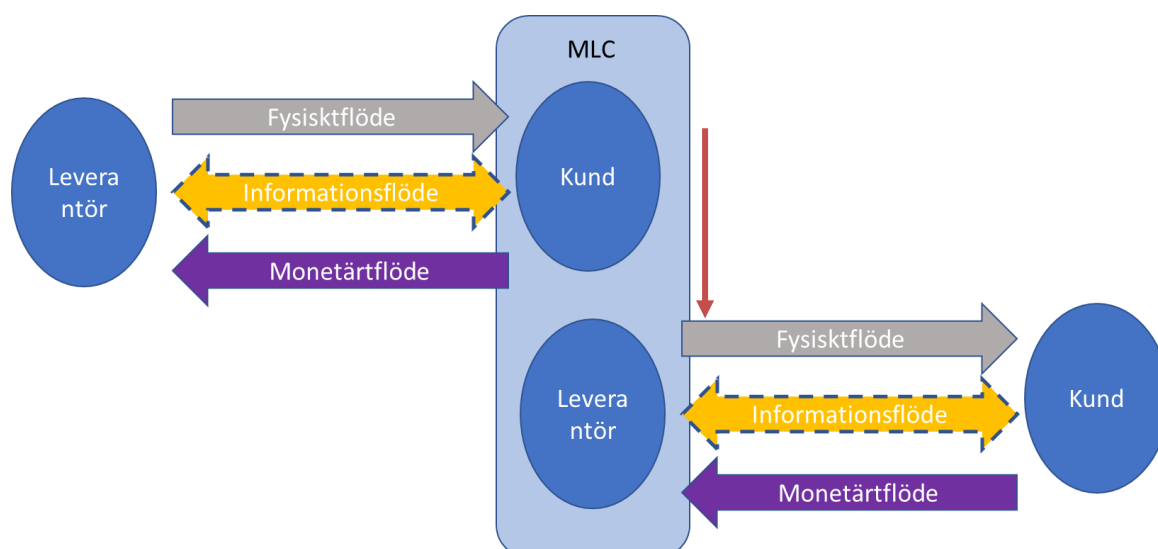 MLC
Fysisktflöde
Levera
ntör
Informationsflöde
Kund
Monetärtflöde
Fysisktflöde
Levera
ntör
Informationsflöde
Kund
Monetärtflöde